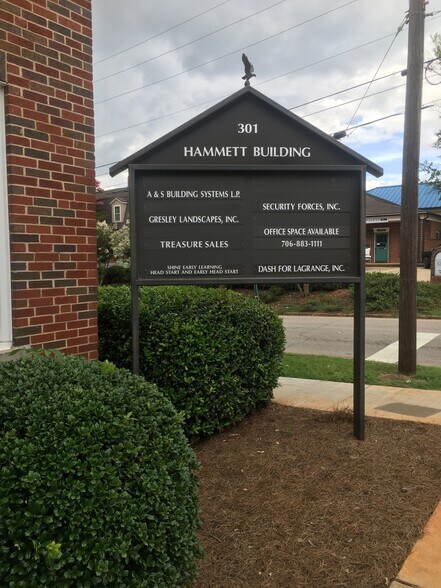 301
HAMMETT BUILDING
A & S BUILDING SYSTEMS L.P.
GRESLEY LANDSCAPES, INC.
TREASURE SALES
SHINE EARLY LEARNING
HEAD START AND EARLY HEAD START
SECURITY FORCES, INC.
OFFICE SPACE AVAILABLE
706-883-1111
DASH FOR LAGRANGE, INC.